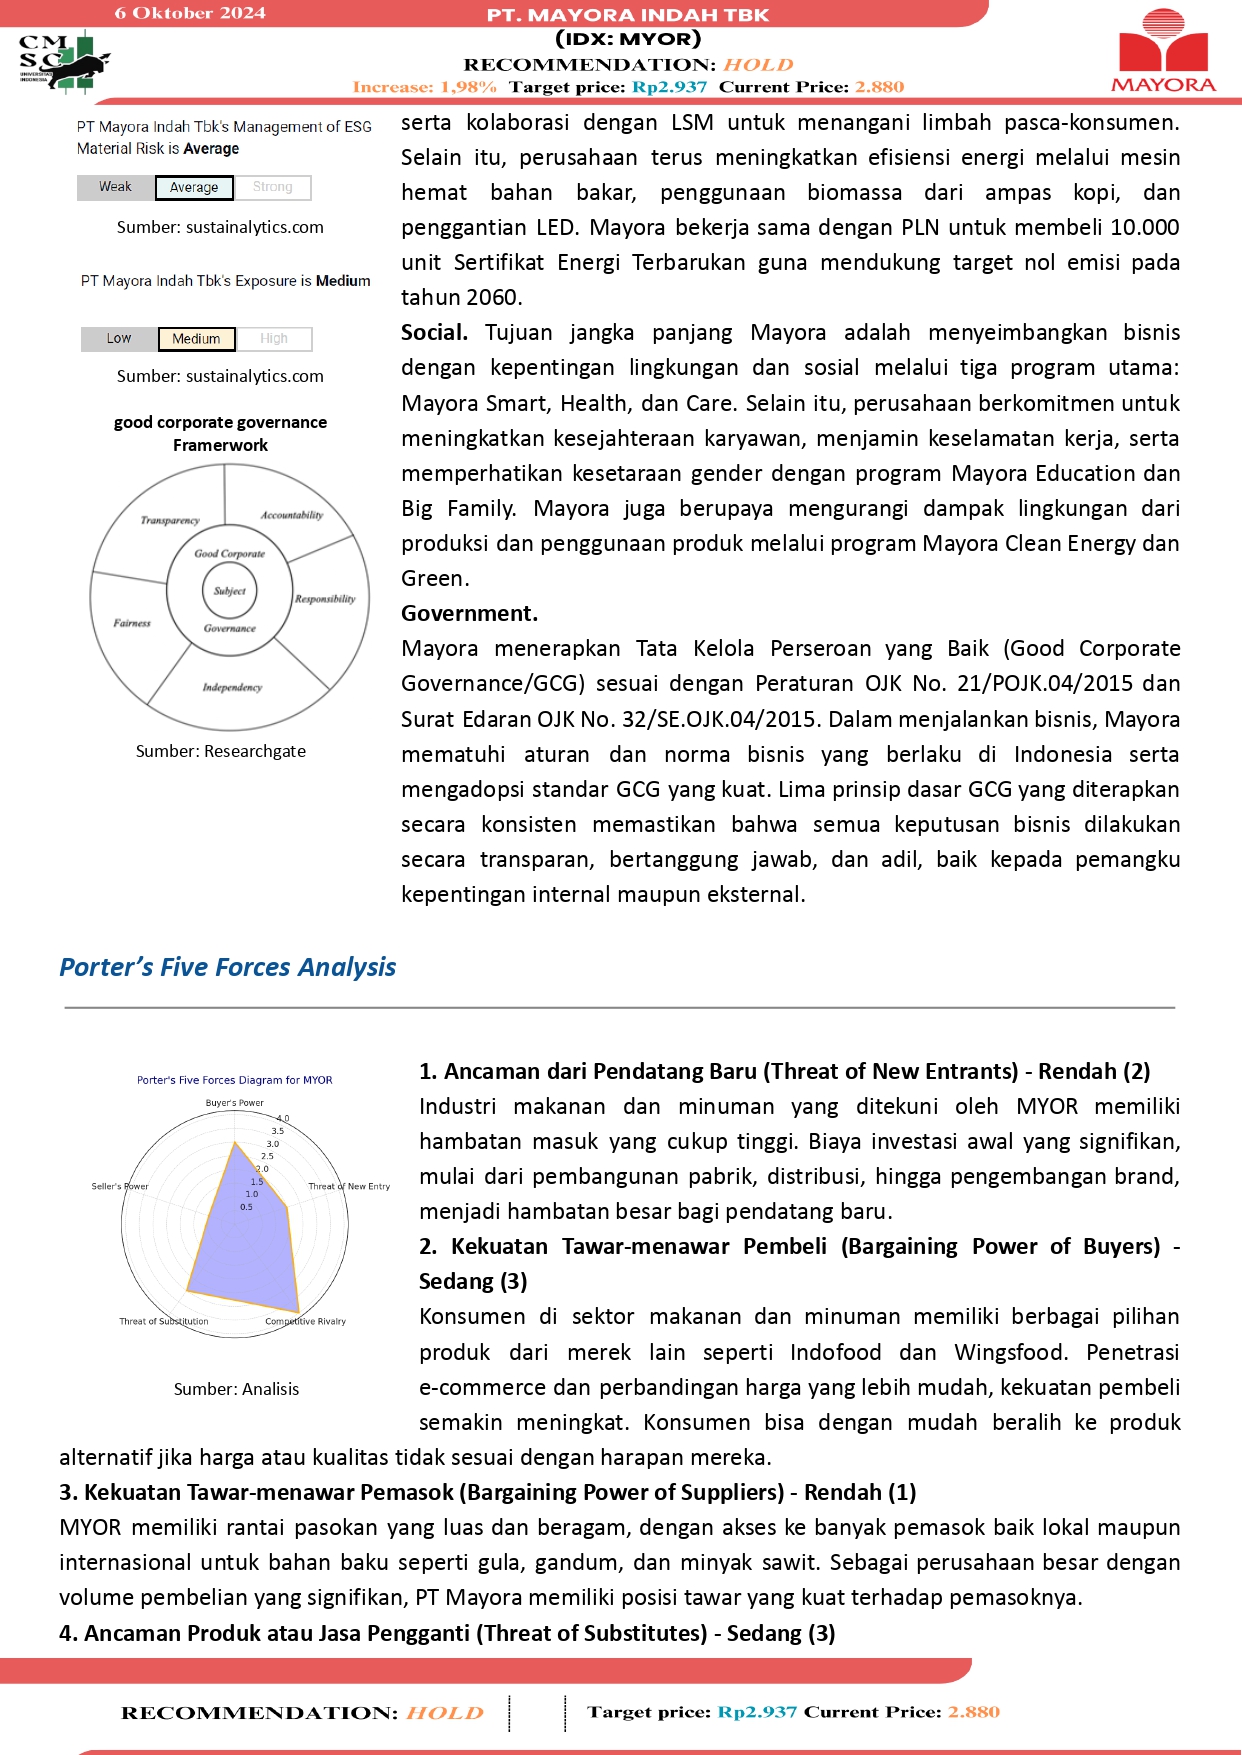 6 Oktober 2024
PT. MAYORA INDAH TBK
(IDX: MYOR)
RECOMMENDATION: HOLD
Increase: 1,98% Target price: Rp2.937 Current Price: 2.880
CM
SC
UNIVERSITAS
INDONESIA
MAYORA
PT Mayora Indah Tbk's Management of ESG
Material Risk is Average
Weak Average Strong
Sumber: sustainalytics.com
PT Mayora Indah Tbk's Exposure is Medium
Low Medium High
Sumber: sustainalytics.com
good corporate governance
Framerwork
Transparency
Accountability
Good Corporate
Subject
Responsibility
Fairness
Governance
Independency
Sumber: Researchgate
serta kolaborasi dengan LSM untuk menangani limbah pasca-konsumen.
Selain itu, perusahaan terus meningkatkan efisiensi energi melalui mesin
hemat bahan bakar, penggunaan biomassa dari ampas kopi, dan
penggantian LED. Mayora bekerja sama dengan PLN untuk membeli 10.000
unit Sertifikat Energi Terbarukan guna mendukung target nol emisi pada
tahun 2060.
Social. Tujuan jangka panjang Mayora adalah menyeimbangkan bisnis
dengan kepentingan lingkungan dan sosial melalui tiga program utama:
Mayora Smart, Health, dan Care. Selain itu, perusahaan berkomitmen untuk
meningkatkan kesejahteraan karyawan, menjamin keselamatan kerja, serta
memperhatikan kesetaraan gender dengan program Mayora Education dan
Big Family. Mayora juga berupaya mengurangi dampak lingkungan dari
produksi dan penggunaan produk melalui program Mayora Clean Energy dan
Green.
Government.
Mayora menerapkan Tata Kelola Perseroan yang Baik (Good Corporate
Governance/GCG) sesuai dengan Peraturan OJK No. 21/POJK.04/2015 dan
Surat Edaran OJK No. 32/SE.OJK.04/2015. Dalam menjalankan bisnis, Mayora
mematuhi aturan dan norma bisnis yang berlaku di Indonesia serta
mengadopsi standar GCG yang kuat. Lima prinsip dasar GCG yang diterapkan
secara konsisten memastikan bahwa semua keputusan bisnis dilakukan
secara transparan, bertanggung jawab, dan adil, baik kepada pemangku
kepentingan internal maupun eksternal.
Porter's Five Forces Analysis
Porter's Five Forces Diagram for MYOR
Buyer's Power
4.0
3.5
3.0
2.5
2.0
1.5
1.0
0.5
Seller's Power
Threat of New Entry
Threat of Substitution
Competitive Rivalry
Sumber: Analisis
1. Ancaman dari Pendatang Baru (Threat of New Entrants) - Rendah (2)
Industri makanan dan minuman yang ditekuni oleh MYOR memiliki
hambatan masuk yang cukup tinggi. Biaya investasi awal yang signifikan,
mulai dari pembangunan pabrik, distribusi, hingga pengembangan brand,
menjadi hambatan besar bagi pendatang baru.
2. Kekuatan Tawar-menawar Pembeli (Bargaining Power of Buyers) -
Sedang (3)
Konsumen di sektor makanan dan minuman memiliki berbagai pilihan
produk dari merek lain seperti Indofood dan Wingsfood. Penetrasi
e-commerce dan perbandingan harga yang lebih mudah, kekuatan pembeli
semakin meningkat. Konsumen bisa dengan mudah beralih ke produk
alternatif jika harga atau kualitas tidak sesuai dengan harapan mereka.
3. Kekuatan Tawar-menawar Pemasok (Bargaining Power of Suppliers) - Rendah (1)
MYOR memiliki rantai pasokan yang luas dan beragam, dengan akses ke banyak pemasok baik lokal maupun
internasional untuk bahan baku seperti gula, gandum, dan minyak sawit. Sebagai perusahaan besar dengan
volume pembelian yang signifikan, PT Mayora memiliki posisi tawar yang kuat terhadap pemasoknya.
4. Ancaman Produk atau Jasa Pengganti (Threat of Substitutes) - Sedang (3)
RECOMMENDATION: HOLD
Target price: Rp2.937 Current Price: 2.880